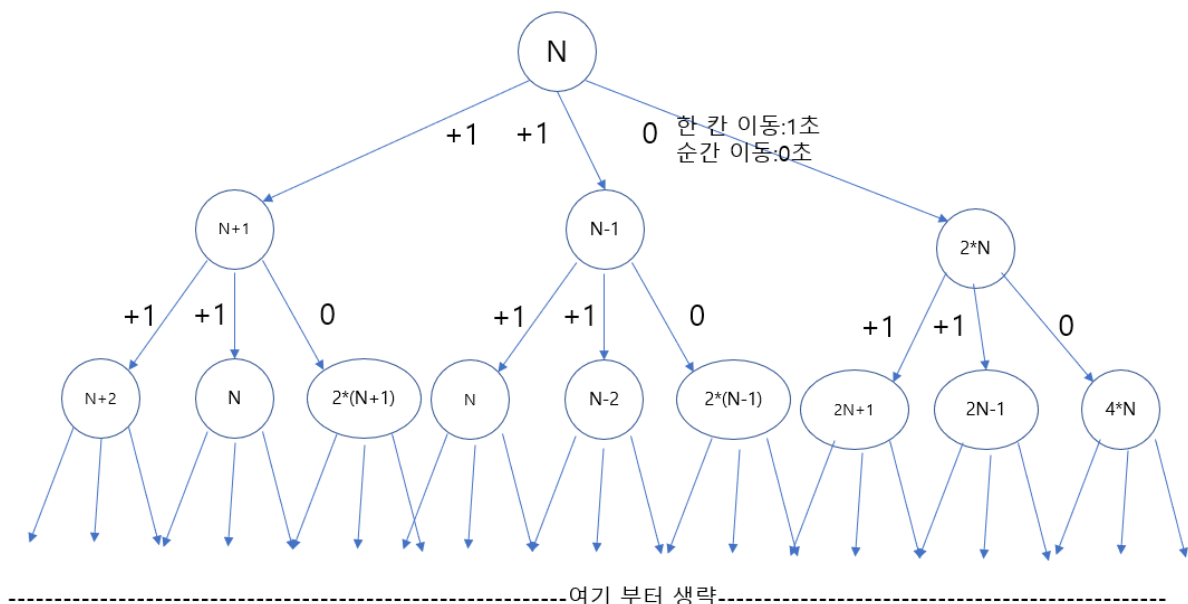 N
+1 +1 0 한 칸 이동:1초
순간 이동:0초
N+1 N-1 2*N
+1 +1 0 +1 +1 0 +1 +1 0
N+2 N 2*(N+1) N N-2 2*(N-1) 2N+1 2N-1 4*N
여기 부터 생략